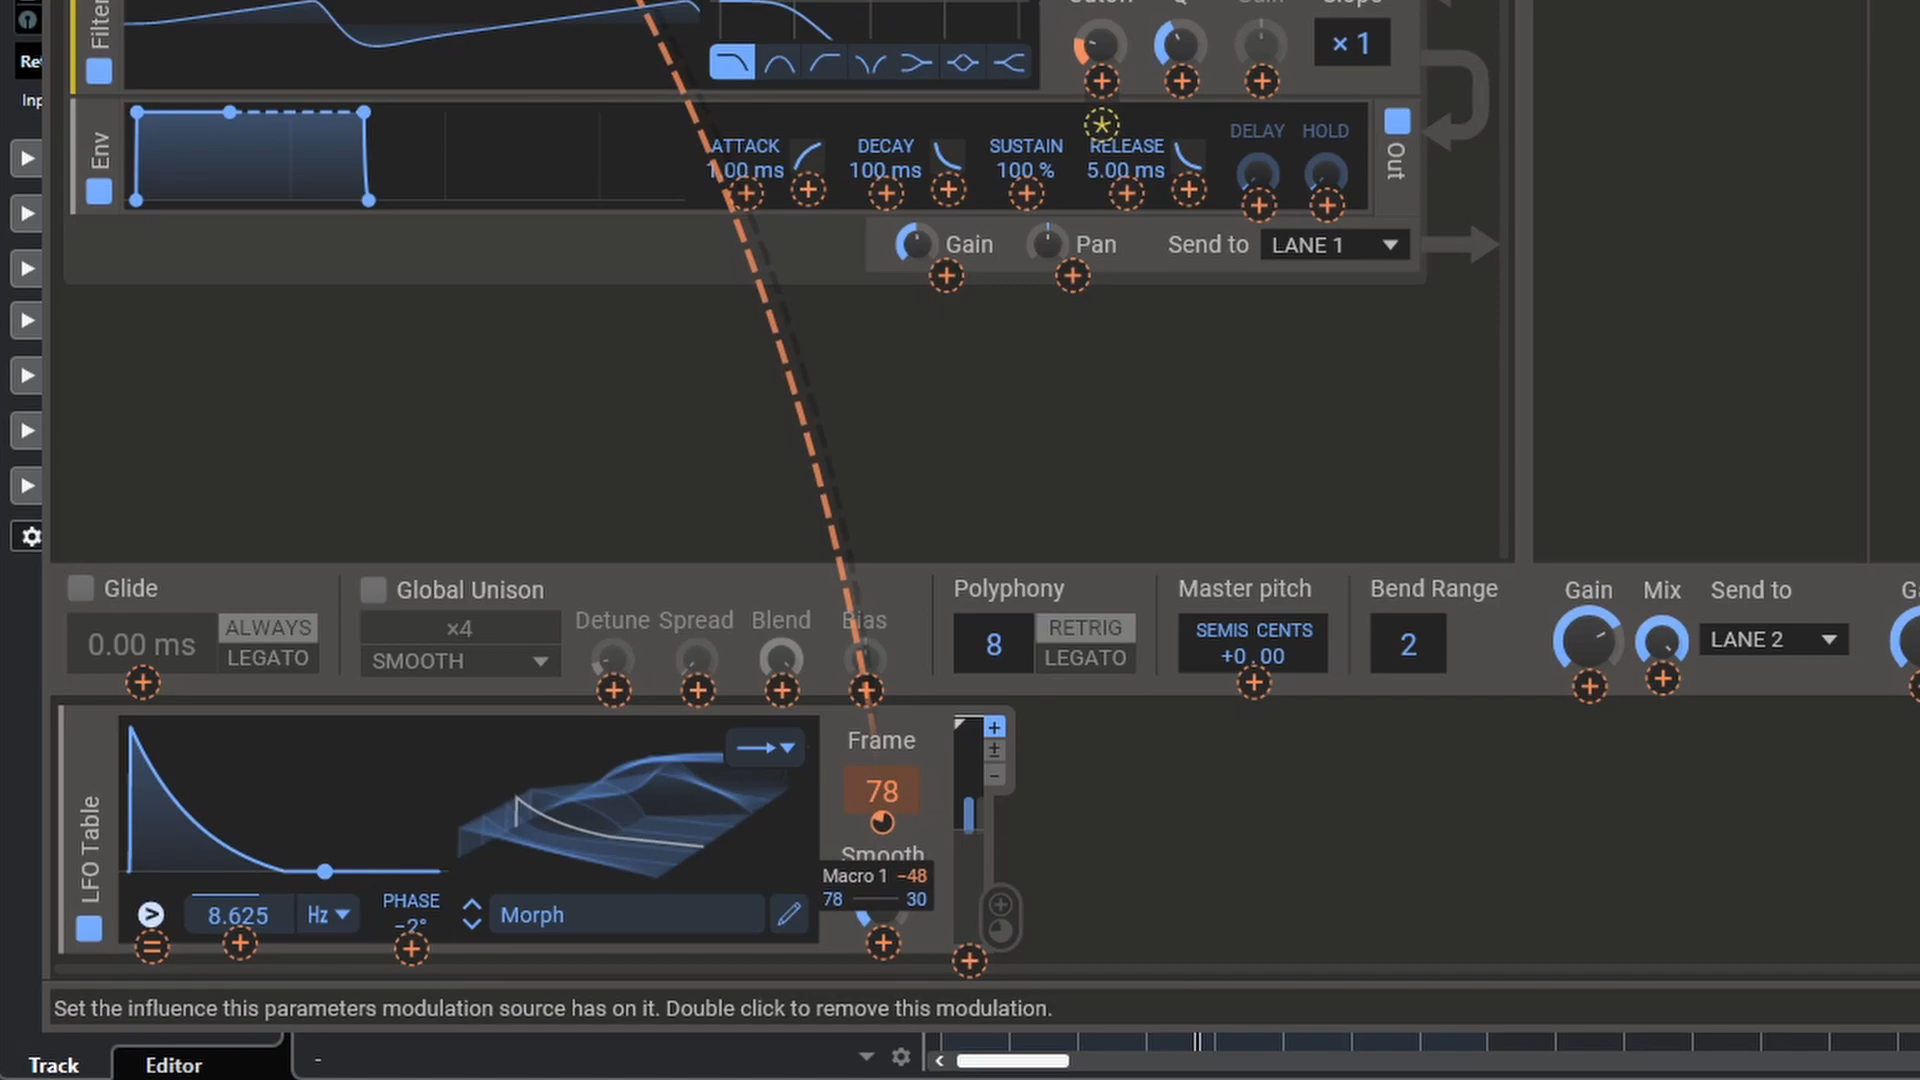 Filter
Re
× 1
Inp
Env
ATTACK
1.00 ms
DECAY
100 ms
SUSTAIN
100 %
RELEASE
5.00 ms
DELAY
HOLD
Out
Gain
Pan
Send to
LANE 1
Glide
0.00 ms
ALWAYS
LEGATO
Global Unison
×4
SMOOTH
Detune
Spread
Blend
Bias
Polyphony
8
RETRIG
LEGATO
Master pitch
SEMIS CENTS
+0 . 00
Bend Range
2
Gain
Mix
Send to
LANE 2
LFO Table
Frame
78
Smooth
Macro 1 -48
78
30
8.625
Hz
PHASE
-2°
Morph
Set the influence this parameters modulation source has on it. Double click to remove this modulation.
Track
Editor
-